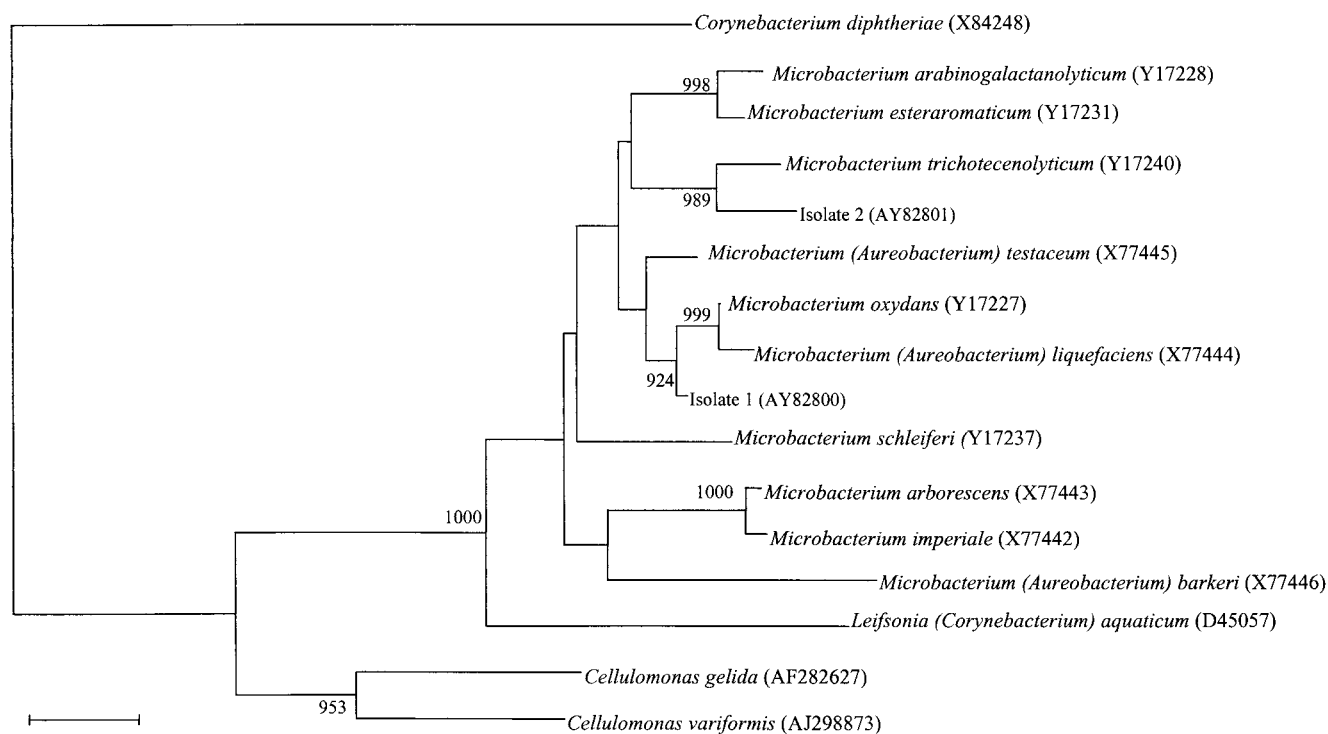 Corynebacterium diphtheriae (X84248)
998
Microbacterium arabinogalactanolyticum (Y17228)
Microbacterium esteraromaticum (Y17231)
Microbacterium trichotecenolyticum (Y17240)
989
Isolate 2 (AY82801)
Microbacterium (Aureobacterium) testaceum (X77445)
999
Microbacterium oxydans (Y17227)
Microbacterium (Aureobacterium) liquefaciens (X77444)
924
Isolate 1 (AY82800)
Microbacterium schleiferi (Y17237)
1000
Microbacterium arborescens (X77443)
1000
Microbacterium imperiale (X77442)
Microbacterium (Aureobacterium) barkeri (X77446)
Leifsonia (Corynebacterium) aquaticum (D45057)
Cellulomonas gelida (AF282627)
953
Cellulomonas variformis (AJ298873)